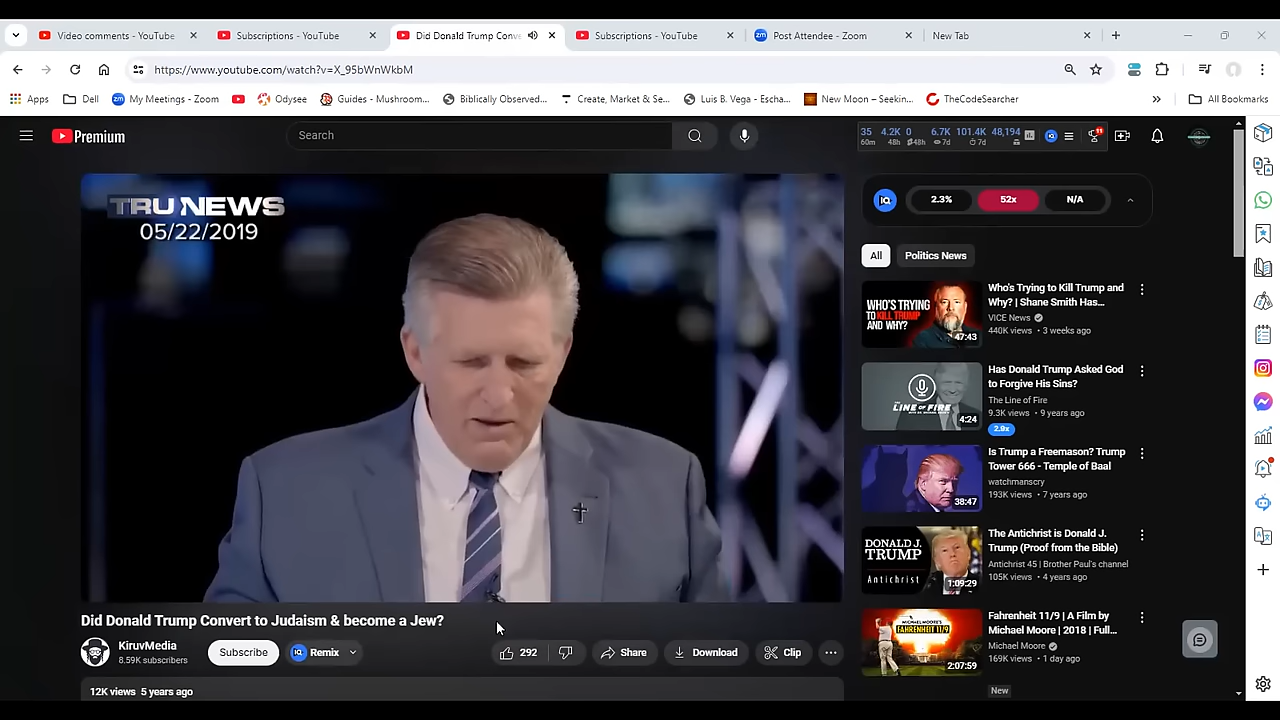 Video comments - YouTube
Subscriptions - YouTube
Did Donald Trump Conve
Subscriptions - YouTube
Post Attendee - Zoom
New Tab
https://www.youtube.com/watch?v=X_95bWnWkbM
Apps
Dell
My Meetings - Zoom
Odysee
Guides - Mushroom...
Biblically Observed...
Create, Market & Se...
Luis B. Vega - Escha...
New Moon – Seekin...
TheCodeSearcher
All Bookmarks
Premium
Search
35 4.2K 0 6.7K 101.4K 48,194
60m 48h 48h 7d 7d
TRUNEWS
05/22/2019
2.3%
52x
N/A
All
Politics News
WHO'S TRYING
TO KILL TRUMP
AND WHY?
47:43
Who's Trying to Kill Trump and
Why? | Shane Smith Has...
VICE News
440K views • 3 weeks ago
LINE OF FIRE
4:24
Has Donald Trump Asked God
to Forgive His Sins?
The Line of Fire
9.3K views • 9 years ago
2.9x
38:47
Is Trump a Freemason? Trump
Tower 666 - Temple of Baal
watchmanscry
193K views • 7 years ago
DONALD J.
TRUMP
Antichrist
1:09:29
The Antichrist is Donald J.
Trump (Proof from the Bible)
Antichrist 45 | Brother Paul's channel
105K views • 4 years ago
FAHRENHEIT 11/9
2:07:59
Fahrenheit 11/9 | A Film by
Michael Moore | 2018 | Full...
Michael Moore
169K views • 1 day ago
New
Did Donald Trump Convert to Judaism & become a Jew?
KiruvMedia
8.59K subscribers
Subscribe
Remix
292
Share
Download
Clip
12K views 5 years ago